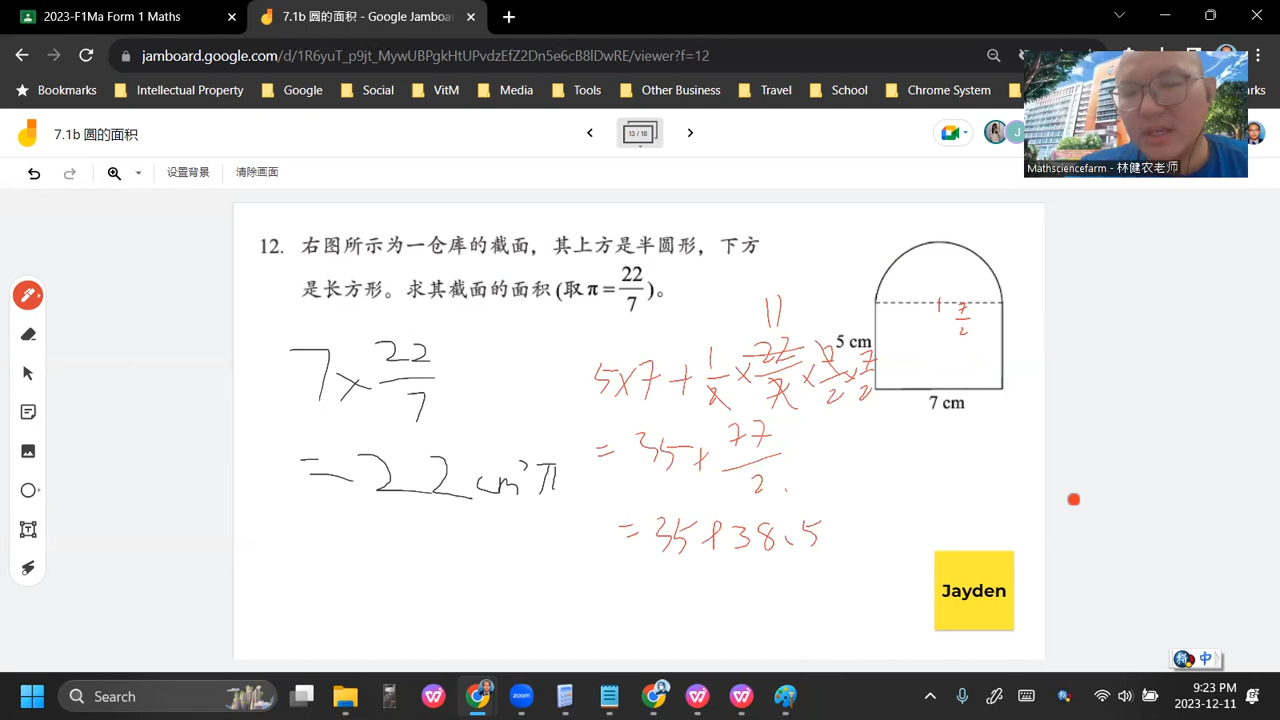 2023-F1Ma Form 1 Maths
7.1b 圆的面积 - Google Jamboa
jamboard.google.com/d/1R6yuT_p9jt_MywUBPgkHtUPvdzEfZ2Dn5e6cB8lDwRE/viewer?f=12
Bookmarks Intellectual Property Google Social VitM Media Tools Other Business Travel School Chrome System
Mathsciencefarm - 林健农老师
7.1b 圆的面积
13 / 18
设置背景 清除画面
12. 右图所示为一仓库的截面，其上方是半圆形，下方
是长方形。求其截面的面积 (取 π = 22/7)。
5 cm
7 cm
7/2
7 × 22/7
= 22 cm² π
11
5×7 + 1/2 × 22/7 × 7/2 × 7/2
= 35 + 77/2
= 35 + 38.5
Jayden
中
Search
9:23 PM
2023-12-11